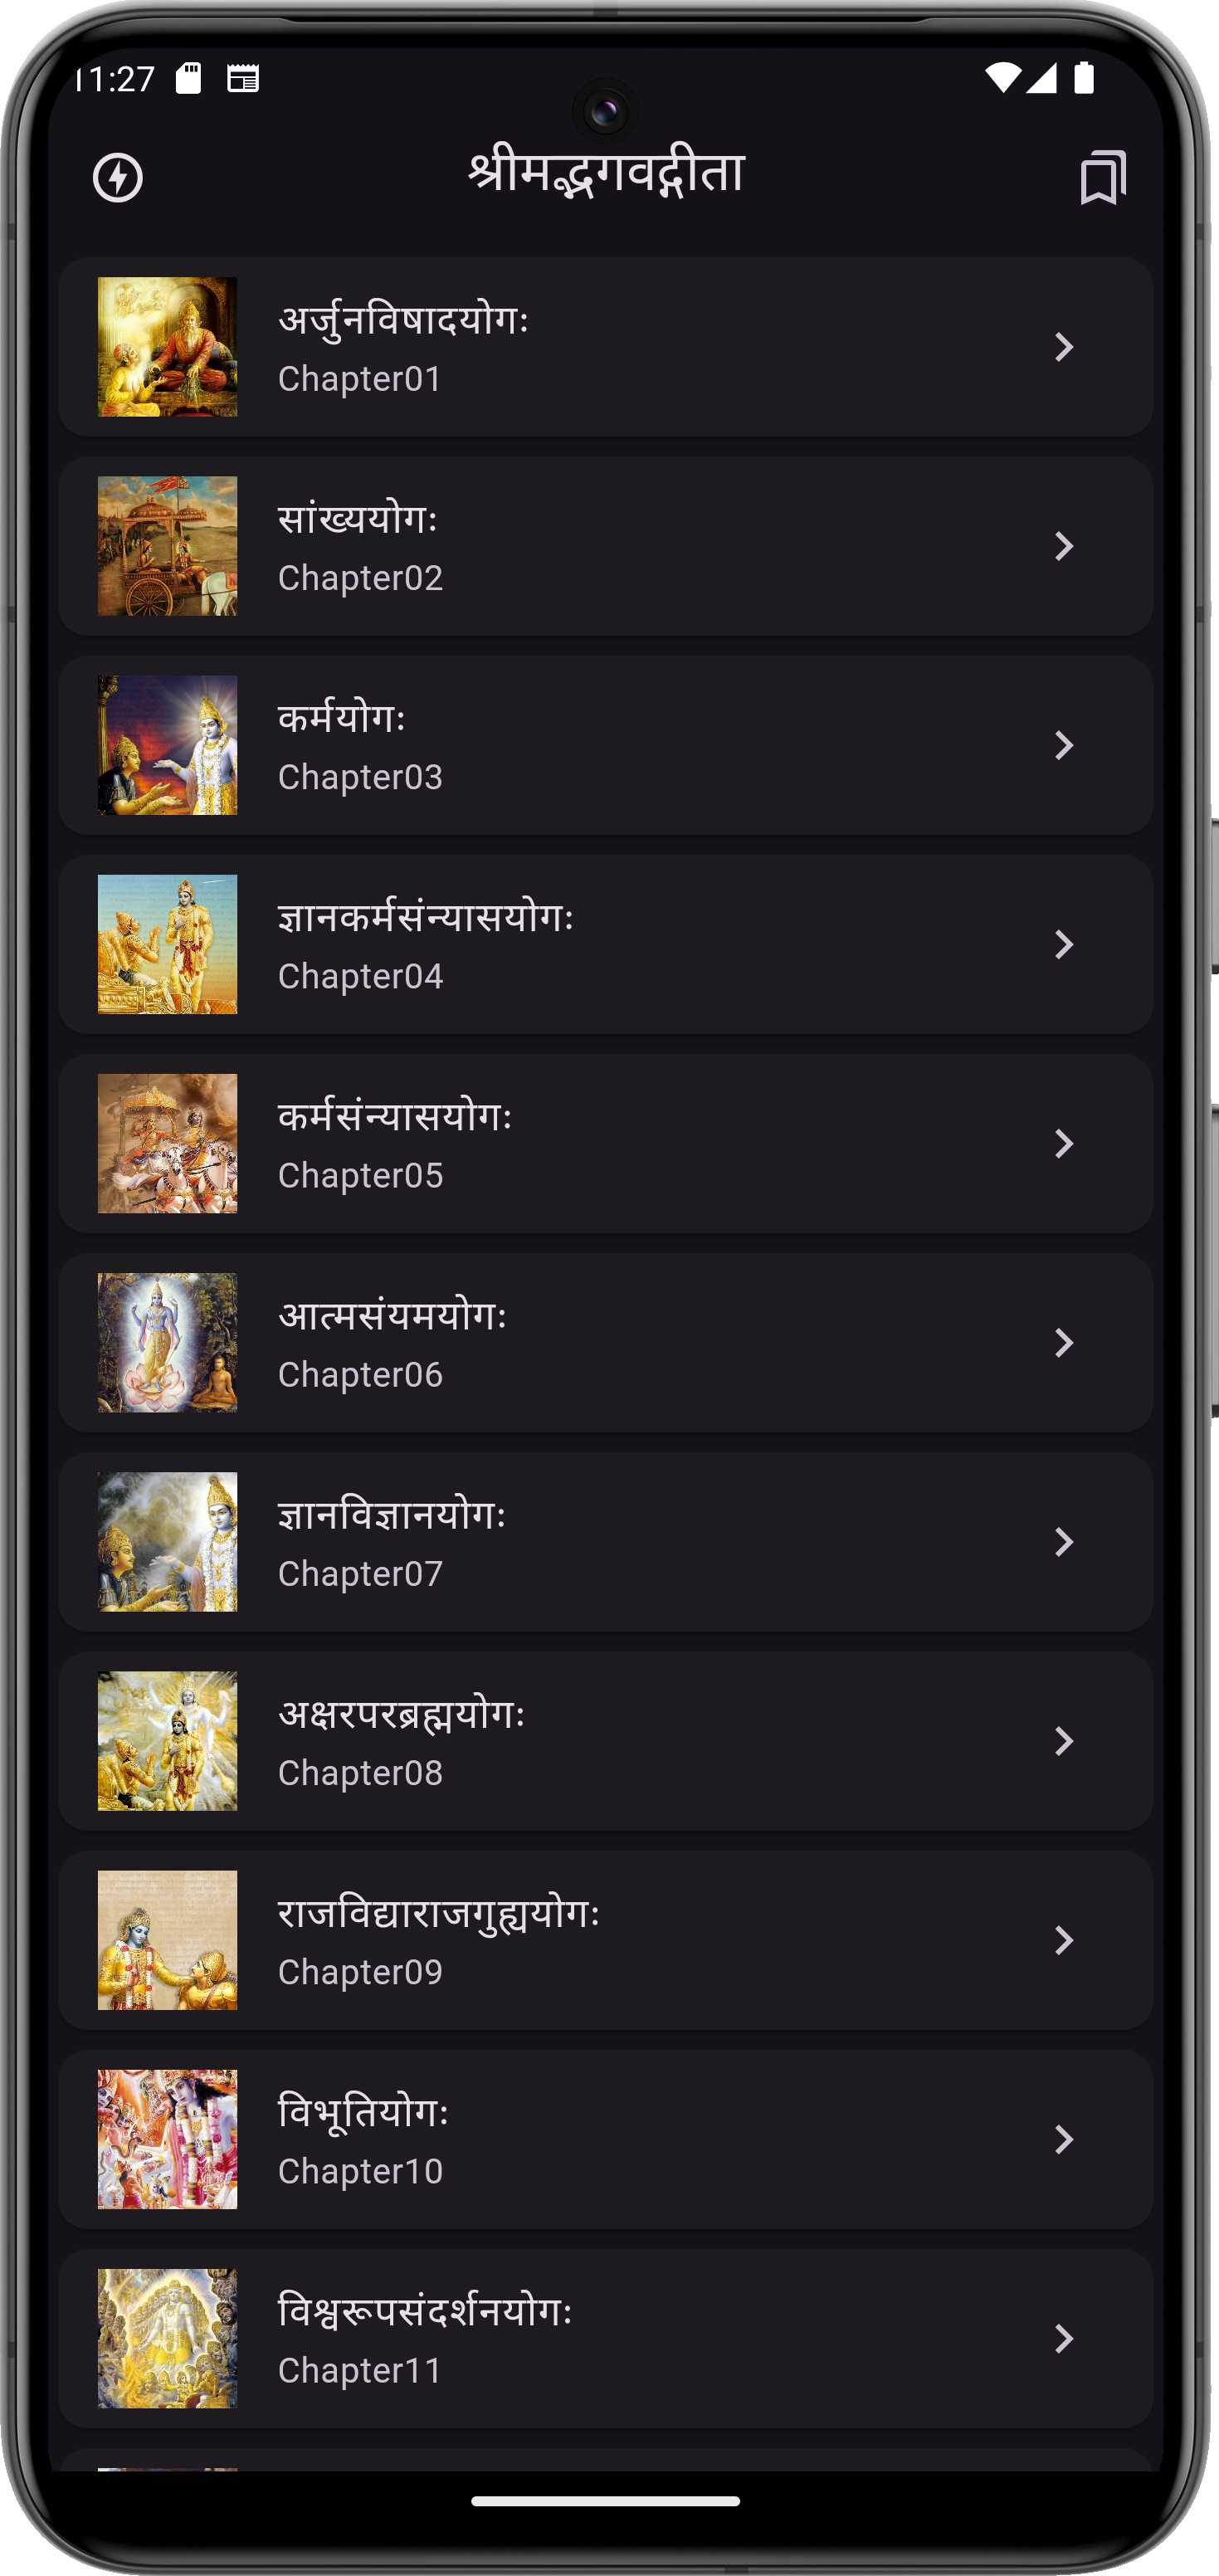 11:27
श्रीमद्भगवद्गीता
अर्जुनविषादयोगः
Chapter01
सांख्ययोगः
Chapter02
कर्मयोगः
Chapter03
ज्ञानकर्मसंन्यासयोगः
Chapter04
कर्मसंन्यासयोगः
Chapter05
आत्मसंयमयोगः
Chapter06
ज्ञानविज्ञानयोगः
Chapter07
अक्षरपरब्रह्मयोगः
Chapter08
राजविद्याराजगुह्ययोगः
Chapter09
विभूतियोगः
Chapter10
विश्वरूपसंदर्शनयोगः
Chapter11